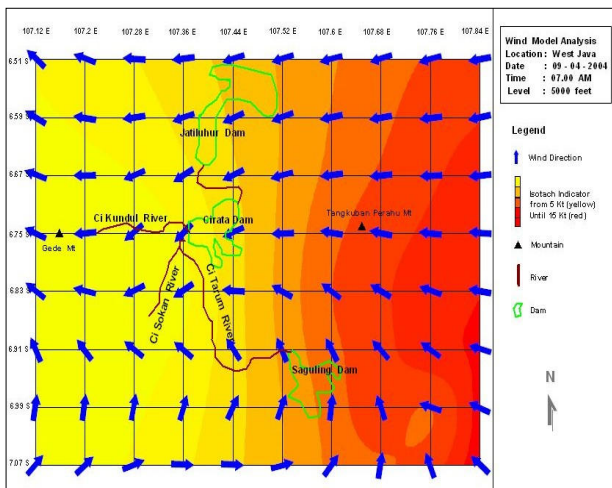 107.12 E 107.2 E 107.28 E 107.36 E 107.44 E 107.52 E 107.60 E 107.68 E 107.76 E 107.84 E
6.51 S
6.59 S
6.67 S
6.75 S
6.83 S
6.91 S
6.99 S
7.07 S
Jatiluhur Dam
Ci Kundul River
Cirata Dam
Tangkuban Perahu Mt
Gede Mt
Ci Sokan River
Ci Tarum River
Saguling Dam
Wind Model Analysis
Location : West Java
Date : 09 - 04 - 2004
Time : 07.00 AM
Level : 5000 feet
Legend
Wind Direction
Isotach Indicator
from 5 Kt (yellow)
Until 15 Kt (red)
Mountain
River
Dam
N